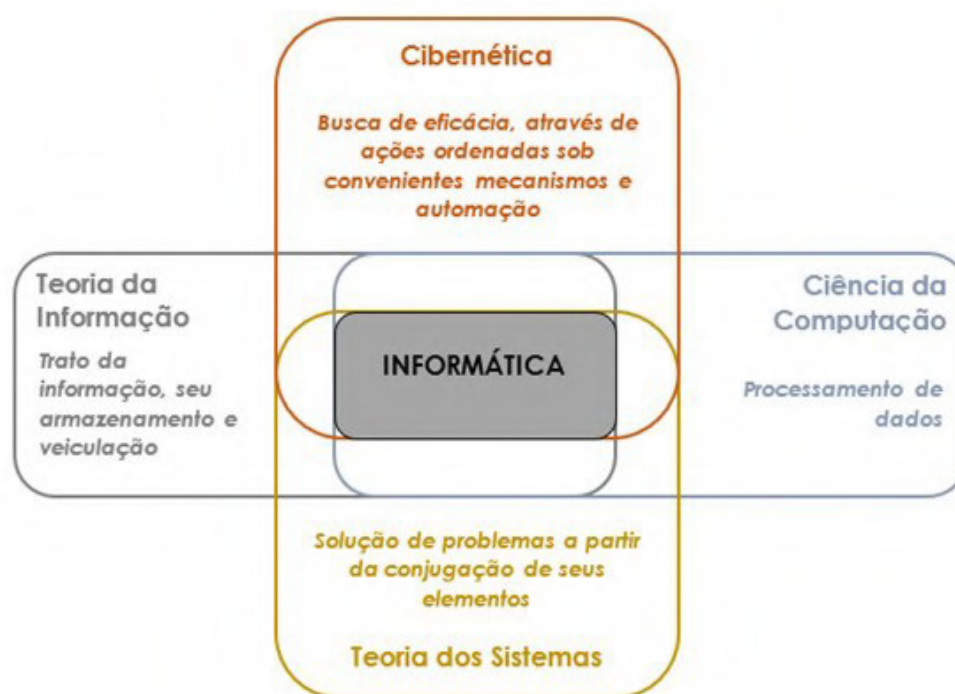 Cibernética
Busca de eficácia, através de
ações ordenadas sob
convenientes mecanismos e
automação
Teoria da
Informação
Trato da
informação, seu
armazenamento e
veiculação
INFORMÁTICA
Ciência da
Computação
Processamento de
dados
Solução de problemas a partir
da conjugação de seus
elementos
Teoria dos Sistemas